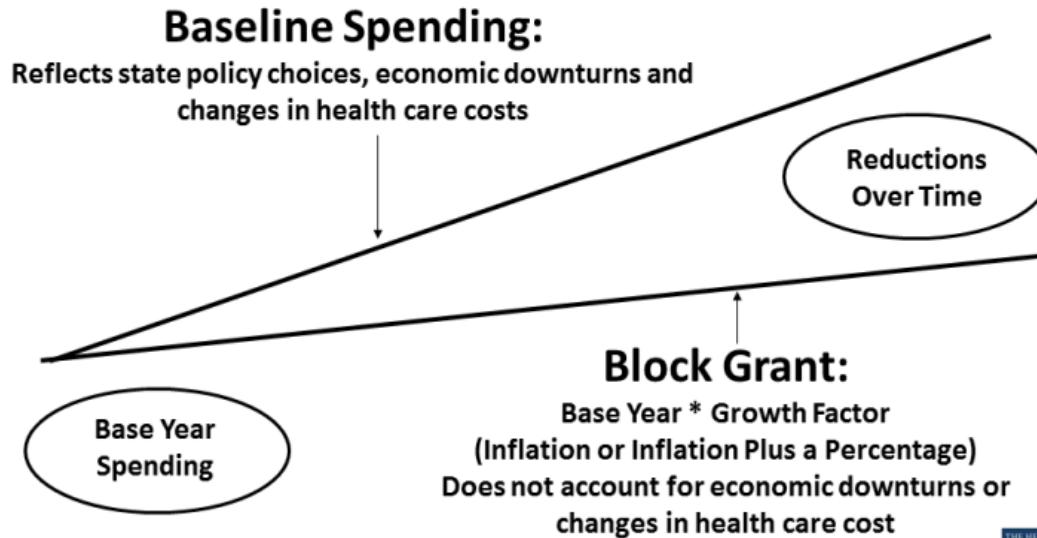 Baseline Spending:
Reflects state policy choices, economic downturns and
changes in health care costs
Reductions
Over Time
Block Grant:
Base Year * Growth Factor
(Inflation or Inflation Plus a Percentage)
Does not account for economic downturns or
changes in health care cost
Base Year
Spending